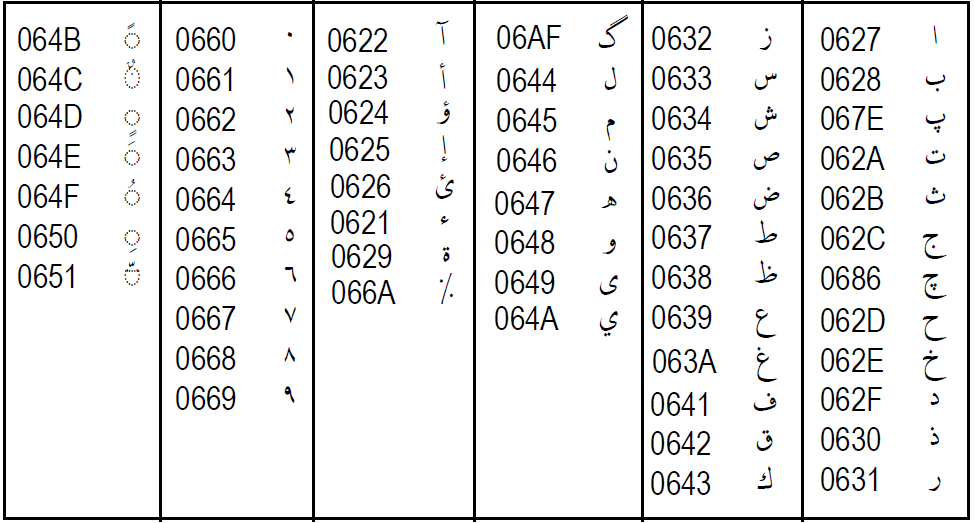 064B ◌ً
064C ◌ٌ
064D ◌ٍ
064E ◌َ
064F ◌ُ
0650 ◌ِ
0651 ◌ّ
0660 ٠
0661 ١
0662 ٢
0663 ٣
0664 ٤
0665 ٥
0666 ٦
0667 ٧
0668 ٨
0669 ٩
0622 آ
0623 أ
0624 ؤ
0625 إ
0626 ئ
0621 ء
0629 ة
066A ٪
06AF گ
0644 ل
0645 م
0646 ن
0647 ه
0648 و
0649 ى
064A ي
0632 ز
0633 س
0634 ش
0635 ص
0636 ض
0637 ط
0638 ظ
0639 ع
063A غ
0641 ف
0642 ق
0643 ك
0627 ا
0628 ب
067E پ
062A ت
062B ث
062C ج
0686 چ
062D ح
062E خ
062F د
0630 ذ
0631 ر